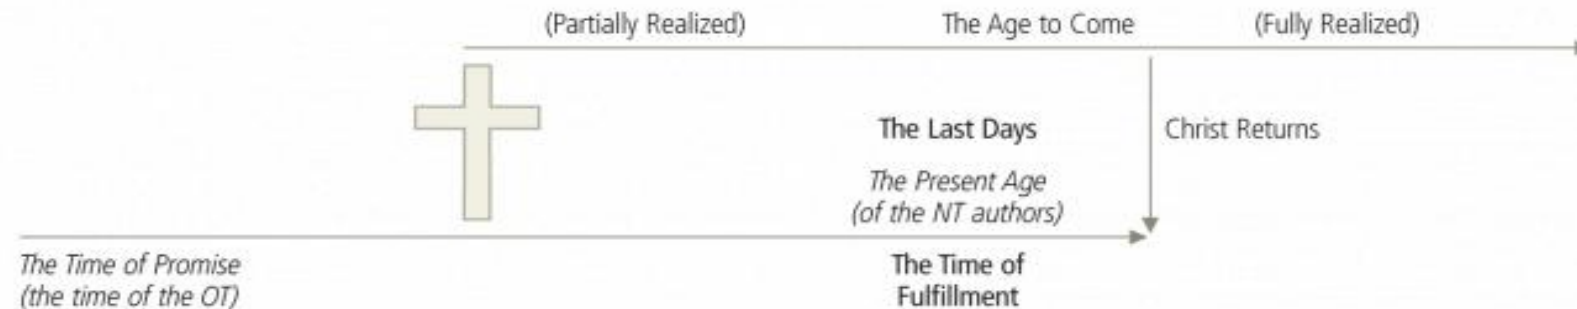 (Partially Realized) The Age to Come (Fully Realized)
The Last Days
Christ Returns
The Present Age
(of the NT authors)
The Time of Promise
(the time of the OT)
The Time of
Fulfillment